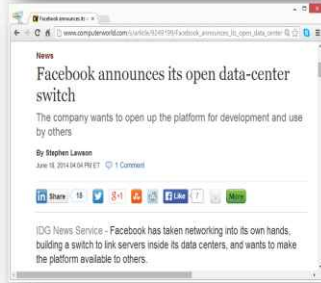 Facebook announces its
www.computerworld.com/s/article/9249199/Facebook_announces_its_open_data_center
News
Facebook announces its open data-center
switch
The company wants to open up the platform for development and use
by others
By Stephen Lawson
June 18, 2014 04:04 PM ET 1 Comment
Share 16 g+1 Like 7 More
IDG News Service - Facebook has taken networking into its own hands,
building a switch to link servers inside its data centers, and wants to make
the platform available to others.